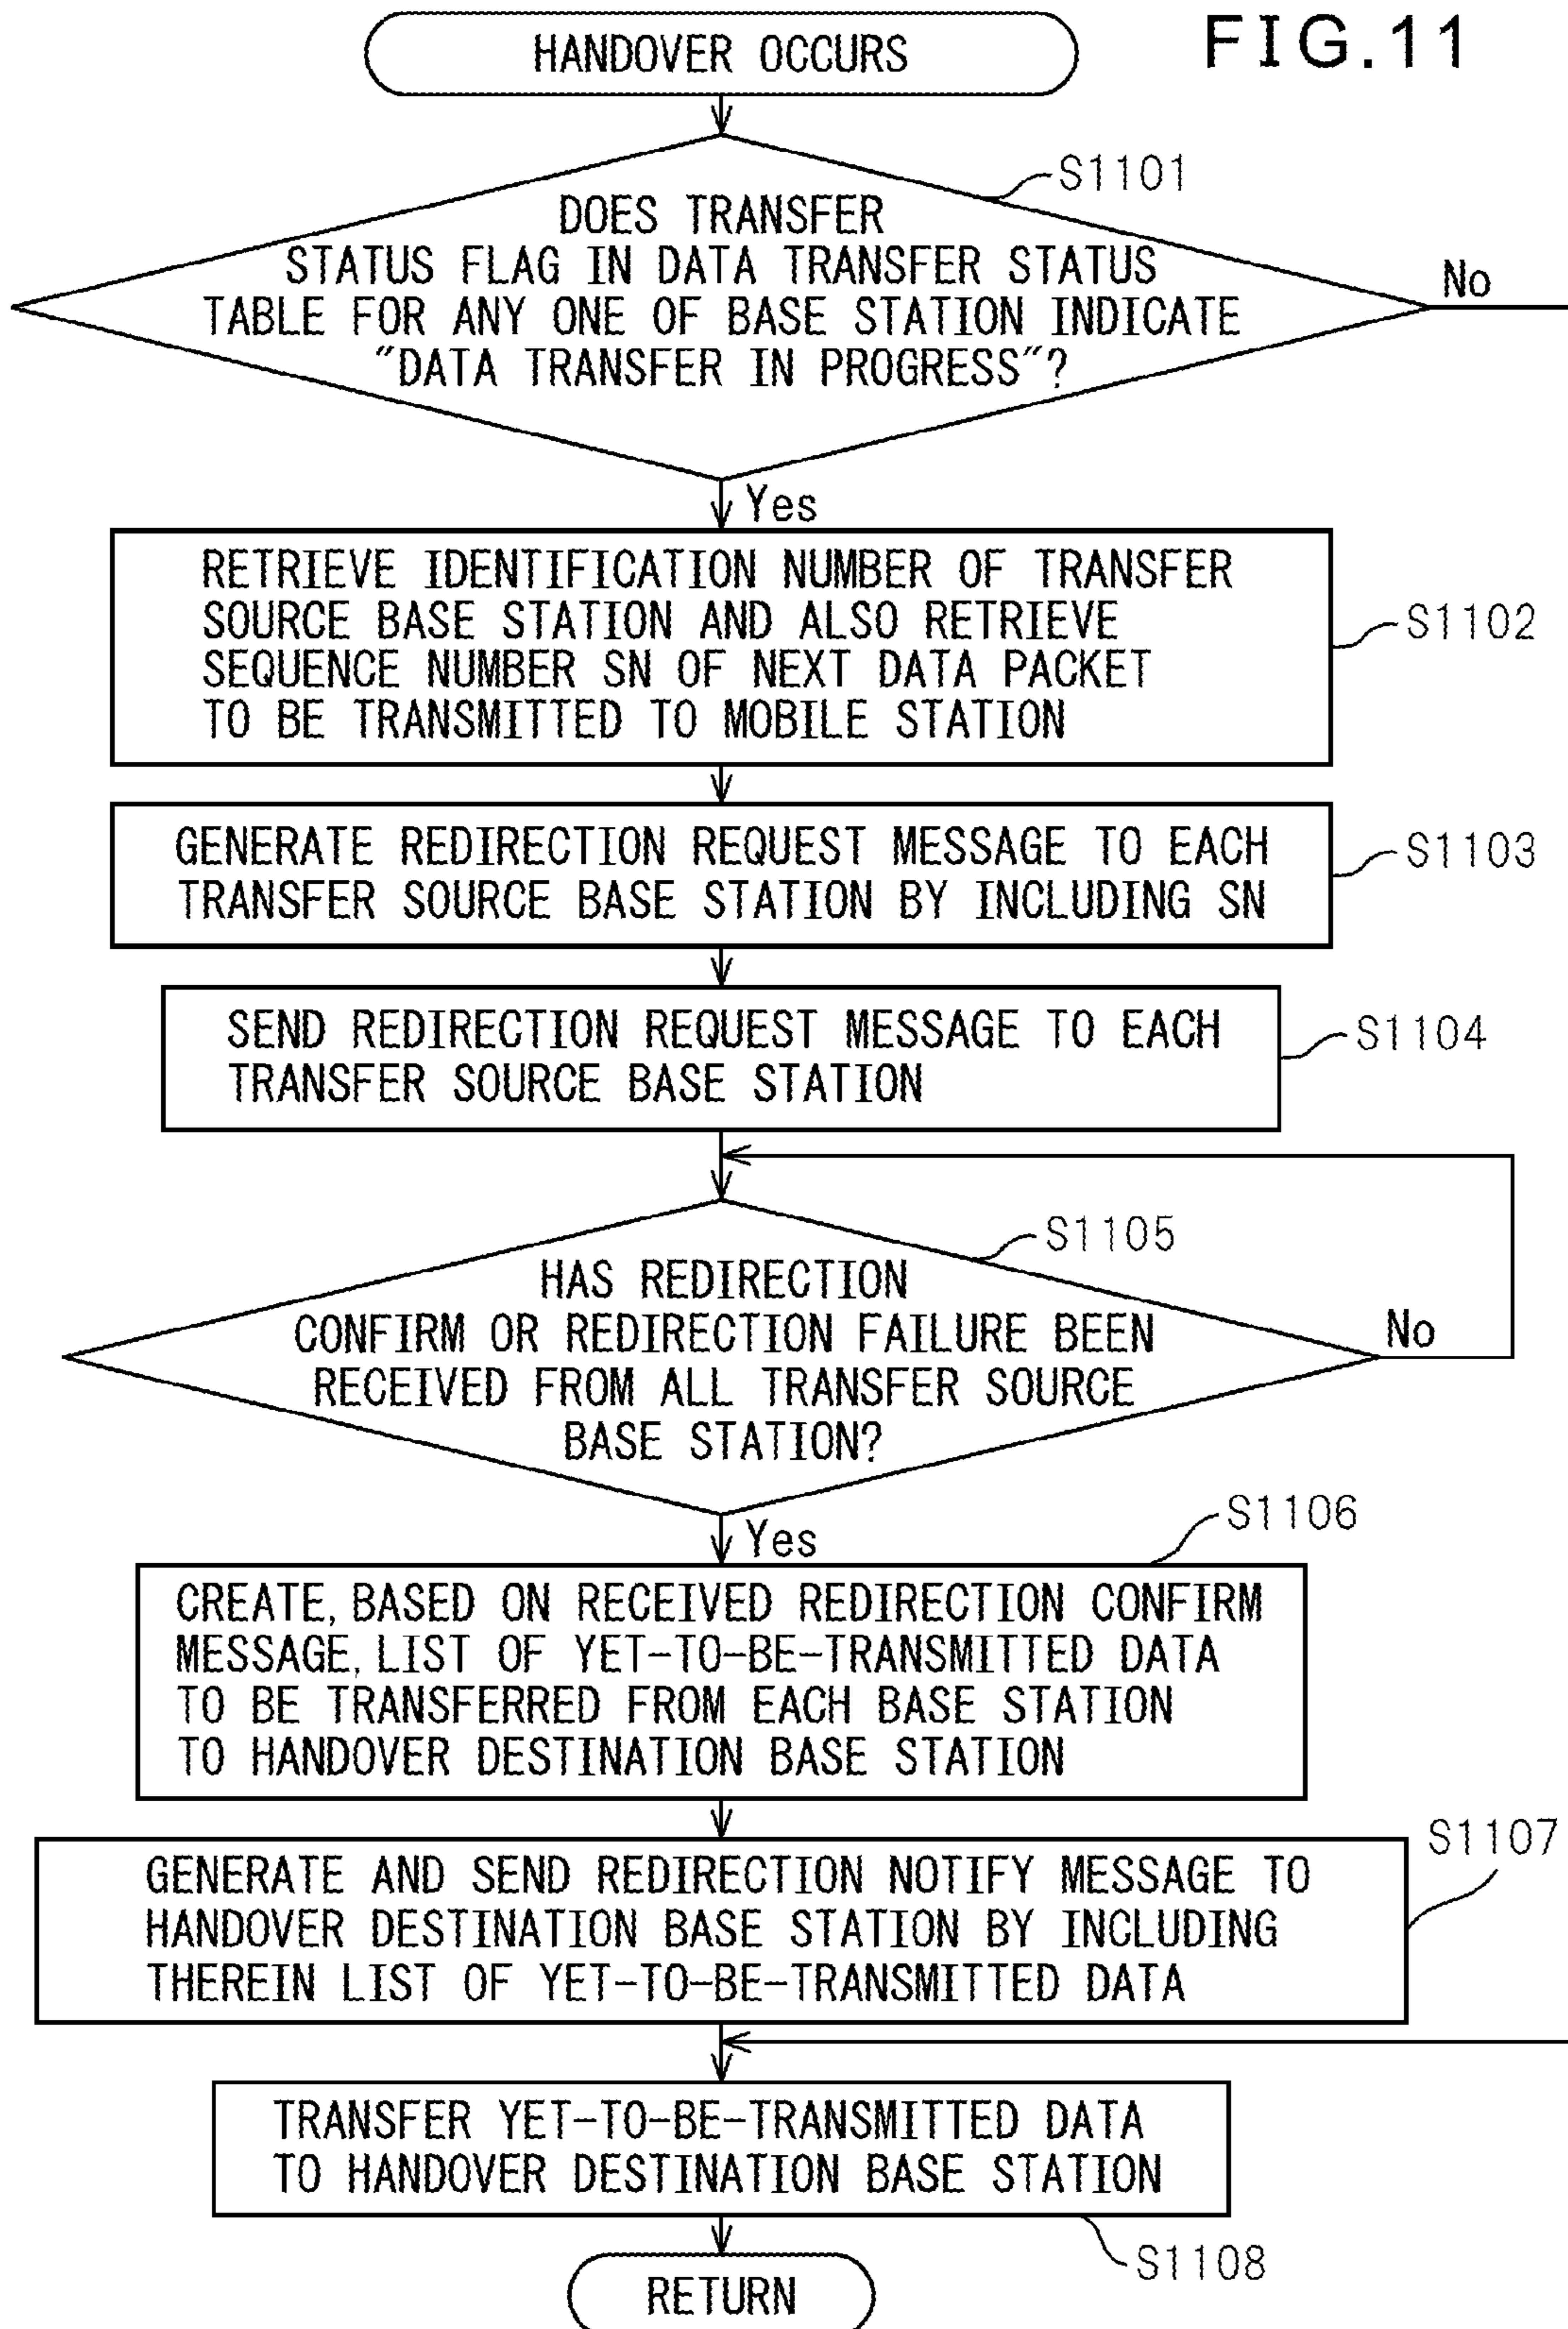 FIG.11
HANDOVER OCCURS
S1101
DOES TRANSFER
STATUS FLAG IN DATA TRANSFER STATUS
TABLE FOR ANY ONE OF BASE STATION INDICATE
"DATA TRANSFER IN PROGRESS"?
No
Yes
RETRIEVE IDENTIFICATION NUMBER OF TRANSFER
SOURCE BASE STATION AND ALSO RETRIEVE
SEQUENCE NUMBER SN OF NEXT DATA PACKET
TO BE TRANSMITTED TO MOBILE STATION
S1102
GENERATE REDIRECTION REQUEST MESSAGE TO EACH
TRANSFER SOURCE BASE STATION BY INCLUDING SN
S1103
SEND REDIRECTION REQUEST MESSAGE TO EACH
TRANSFER SOURCE BASE STATION
S1104
S1105
HAS REDIRECTION
CONFIRM OR REDIRECTION FAILURE BEEN
RECEIVED FROM ALL TRANSFER SOURCE
BASE STATION?
No
Yes
S1106
CREATE, BASED ON RECEIVED REDIRECTION CONFIRM
MESSAGE, LIST OF YET-TO-BE-TRANSMITTED DATA
TO BE TRANSFERRED FROM EACH BASE STATION
TO HANDOVER DESTINATION BASE STATION
S1107
GENERATE AND SEND REDIRECTION NOTIFY MESSAGE TO
HANDOVER DESTINATION BASE STATION BY INCLUDING
THEREIN LIST OF YET-TO-BE-TRANSMITTED DATA
TRANSFER YET-TO-BE-TRANSMITTED DATA
TO HANDOVER DESTINATION BASE STATION
S1108
RETURN